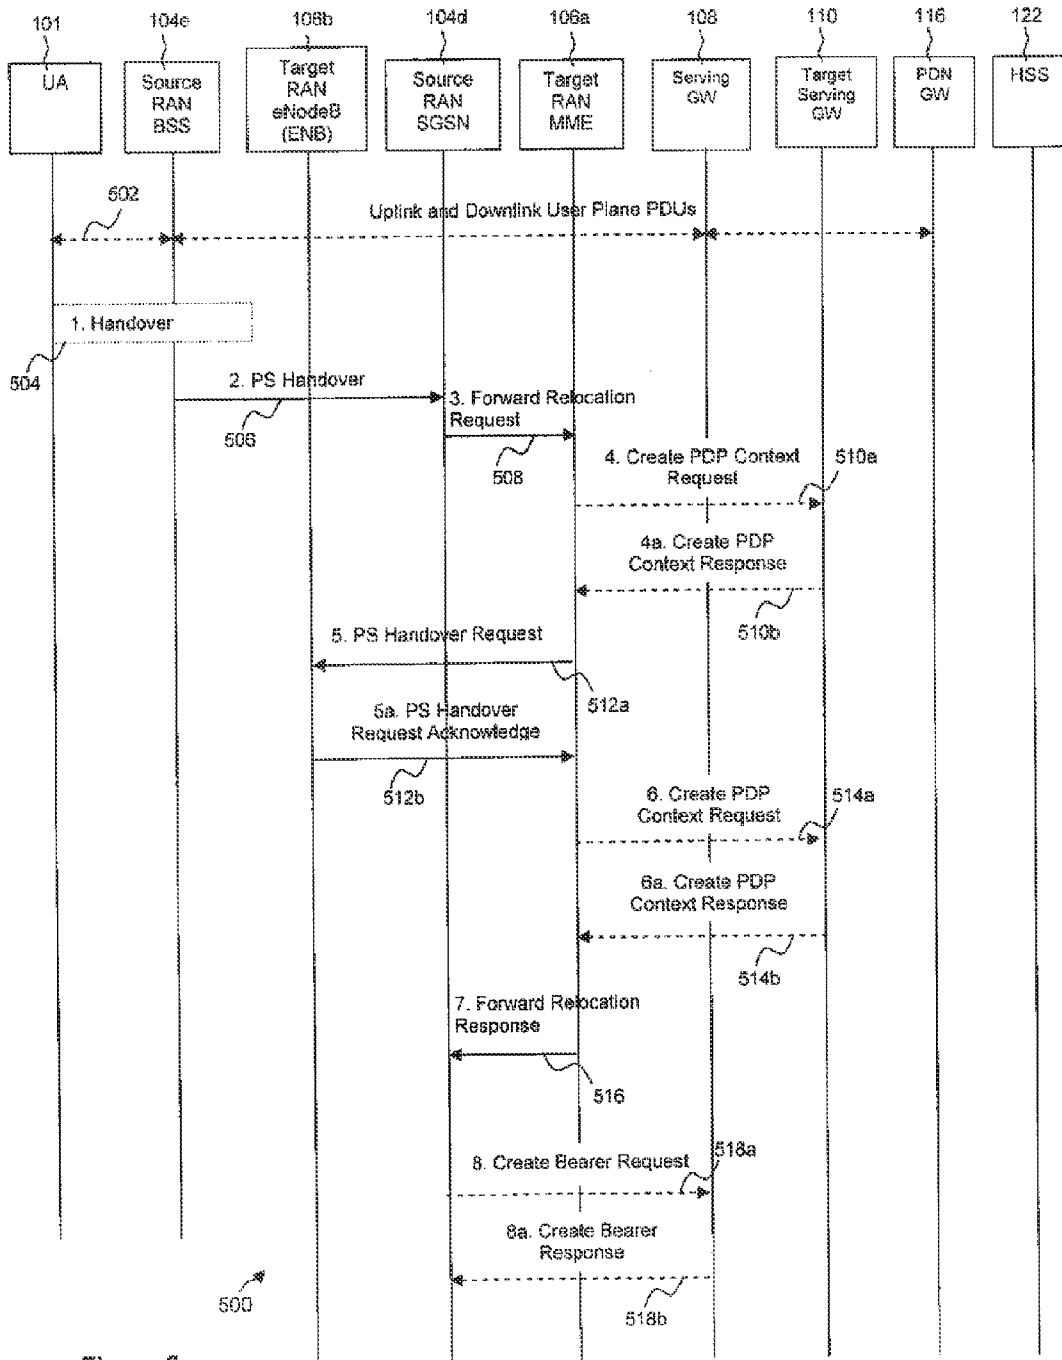 101 104e 106b 104d 106a 108 110 116 122
UA
Source
RAN
BSS
Target
RAN
eNodeB
(ENB)
Source
RAN
SGSN
Target
RAN
MME
Serving
GW
Target
Serving
GW
PDN
GW
HSS
502
Uplink and Downlink User Plane PDUs
1. Handover
504
2. PS Handover
506
3. Forward Relocation
Request
508
4. Create PDP Context
Request
510a
4a. Create PDP
Context Response
510b
5. PS Handover Request
512a
5a. PS Handover
Request Acknowledge
512b
6. Create PDP
Context Request
514a
6a. Create PDP
Context Response
514b
7. Forward Relocation
Response
516
8. Create Bearer Request
518a
8a. Create Bearer
Response
518b
500